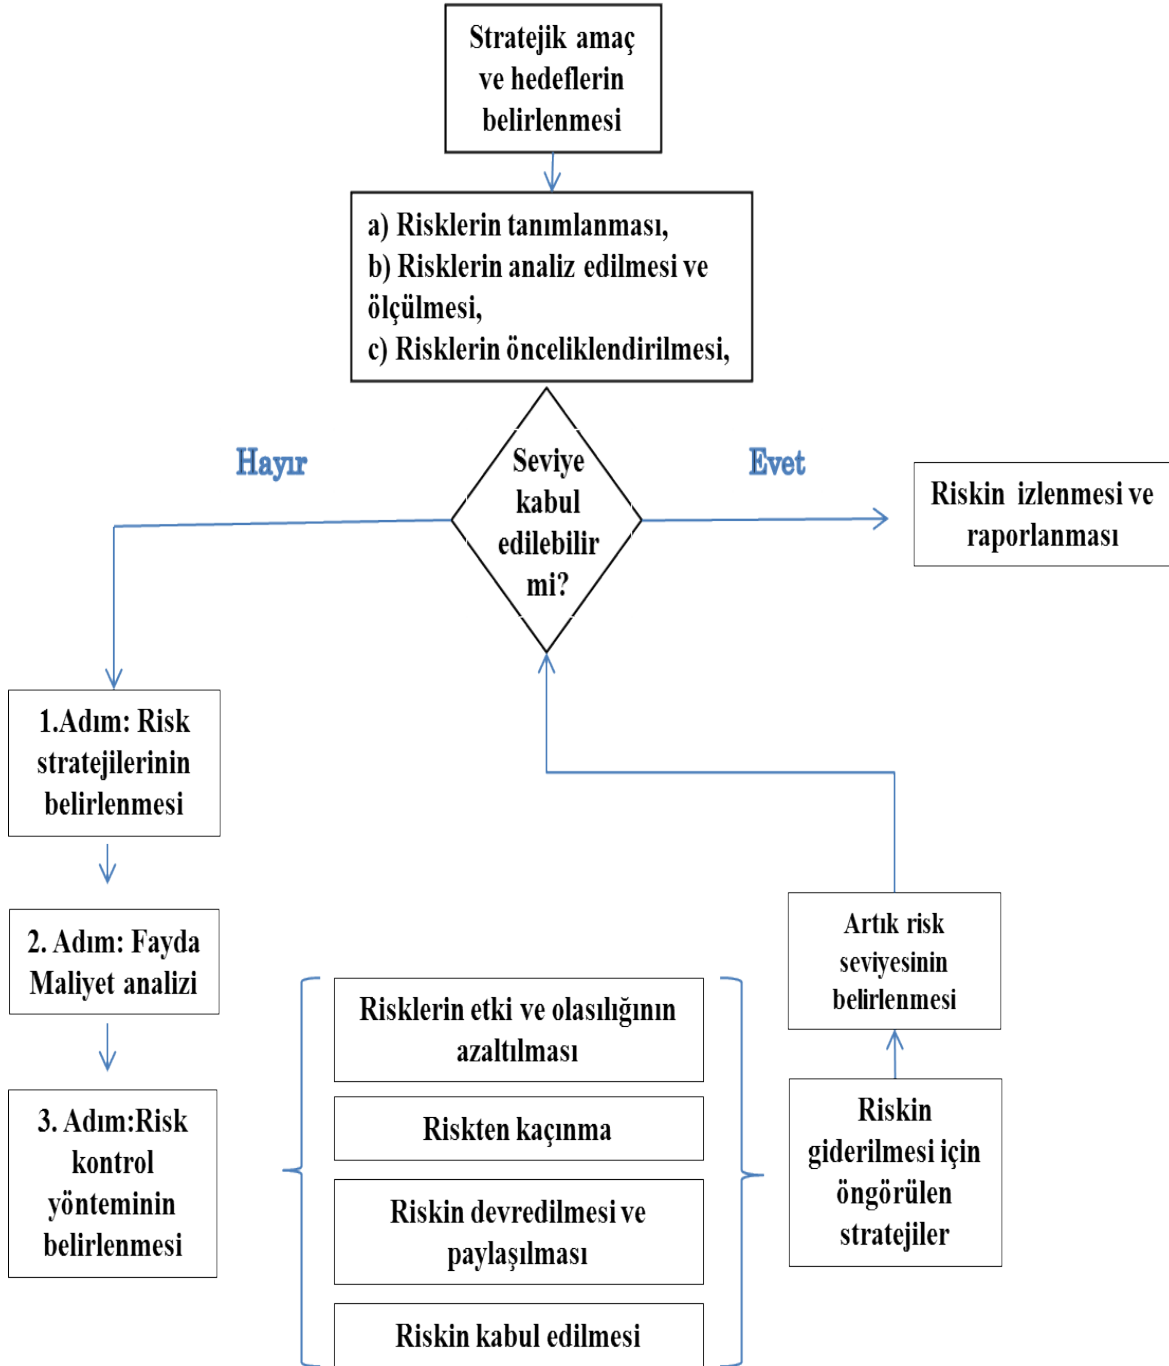 Stratejik amaç
ve hedeflerin
belirlenmesi
a) Risklerin tanımlanması,
b) Risklerin analiz edilmesi ve
ölçülmesi,
c) Risklerin önceliklendirilmesi,
Hayır
Seviye
kabul
edilebilir
mi?
Evet
Riskin izlenmesi ve
raporlanması
1.Adım: Risk
stratejilerinin
belirlenmesi
2. Adım: Fayda
Maliyet analizi
3. Adım:Risk
kontrol
yönteminin
belirlenmesi
Risklerin etki ve olasılığının
azaltılması
Riskten kaçınma
Riskin devredilmesi ve
paylaşılması
Riskin kabul edilmesi
Riskin
giderilmesi için
öngörülen
stratejiler
Artık risk
seviyesinin
belirlenmesi